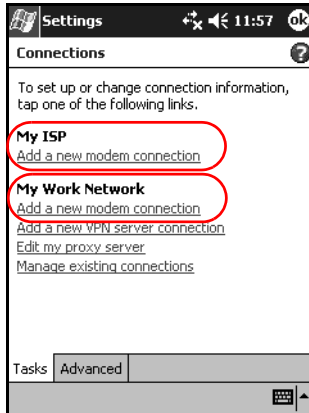 Settings 11:57 ok
Connections ?
To set up or change connection information,
tap one of the following links.
My ISP
Add a new modem connection
My Work Network
Add a new modem connection
Add a new VPN server connection
Edit my proxy server
Manage existing connections
Tasks Advanced